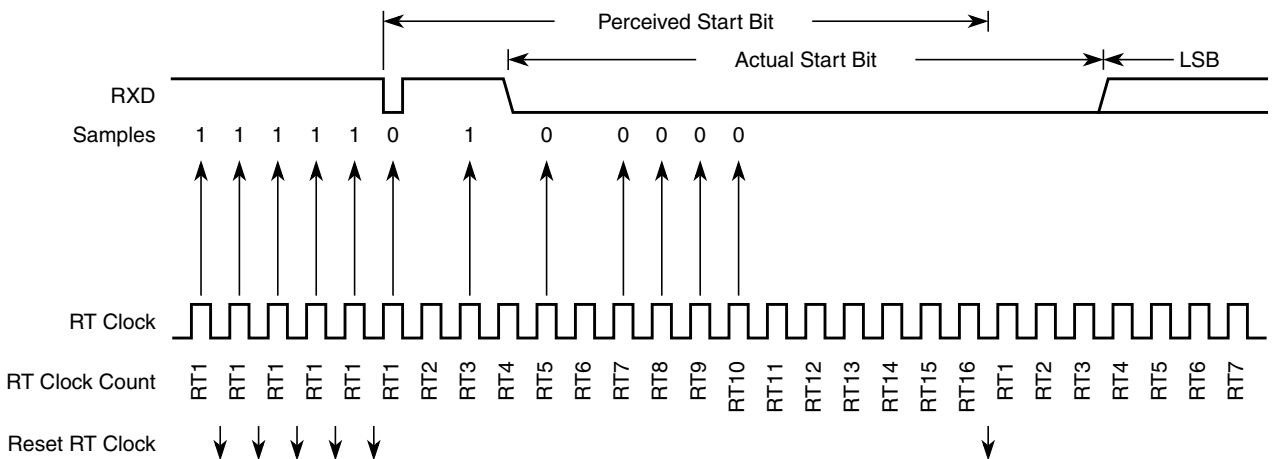 Perceived Start Bit
Actual Start Bit
LSB
RXD
Samples 1 1 1 1 1 0 1 0 0 0 0 0
RT Clock
RT Clock Count RT1 RT1 RT1 RT1 RT1 RT1 RT2 RT3 RT4 RT5 RT6 RT7 RT8 RT9 RT10 RT11 RT12 RT13 RT14 RT15 RT16 RT1 RT2 RT3 RT4 RT5 RT6 RT7
Reset RT Clock